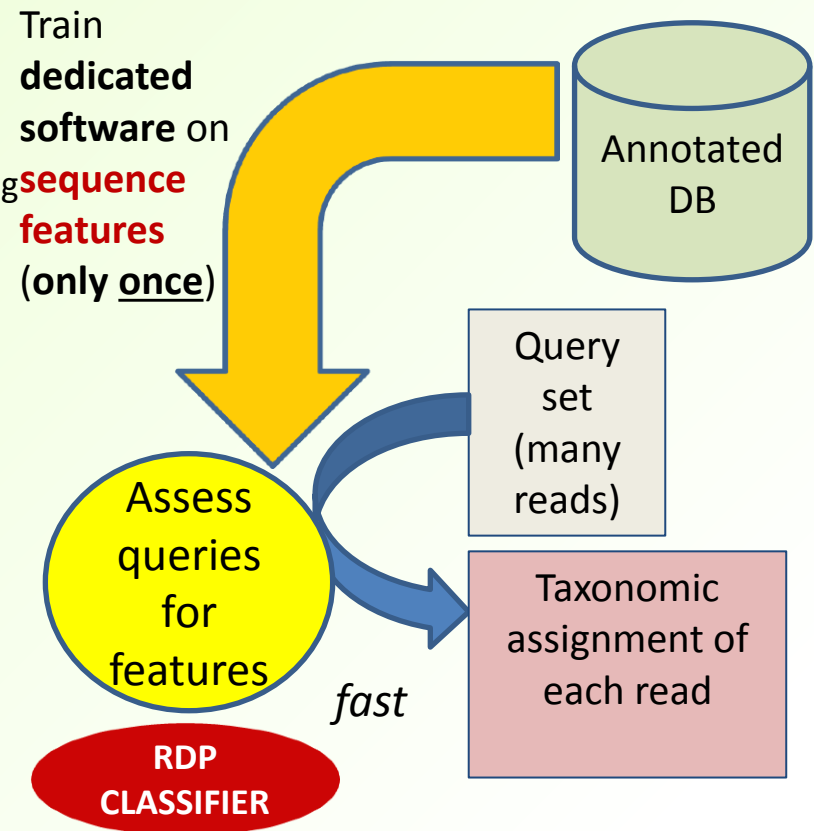 Train
dedicated
software on
gsequence
features
(only once)
Annotated
DB
Query
set
(many
reads)
Assess
queries
for
features
Taxonomic
assignment of
each read
fast
RDP
CLASSIFIER